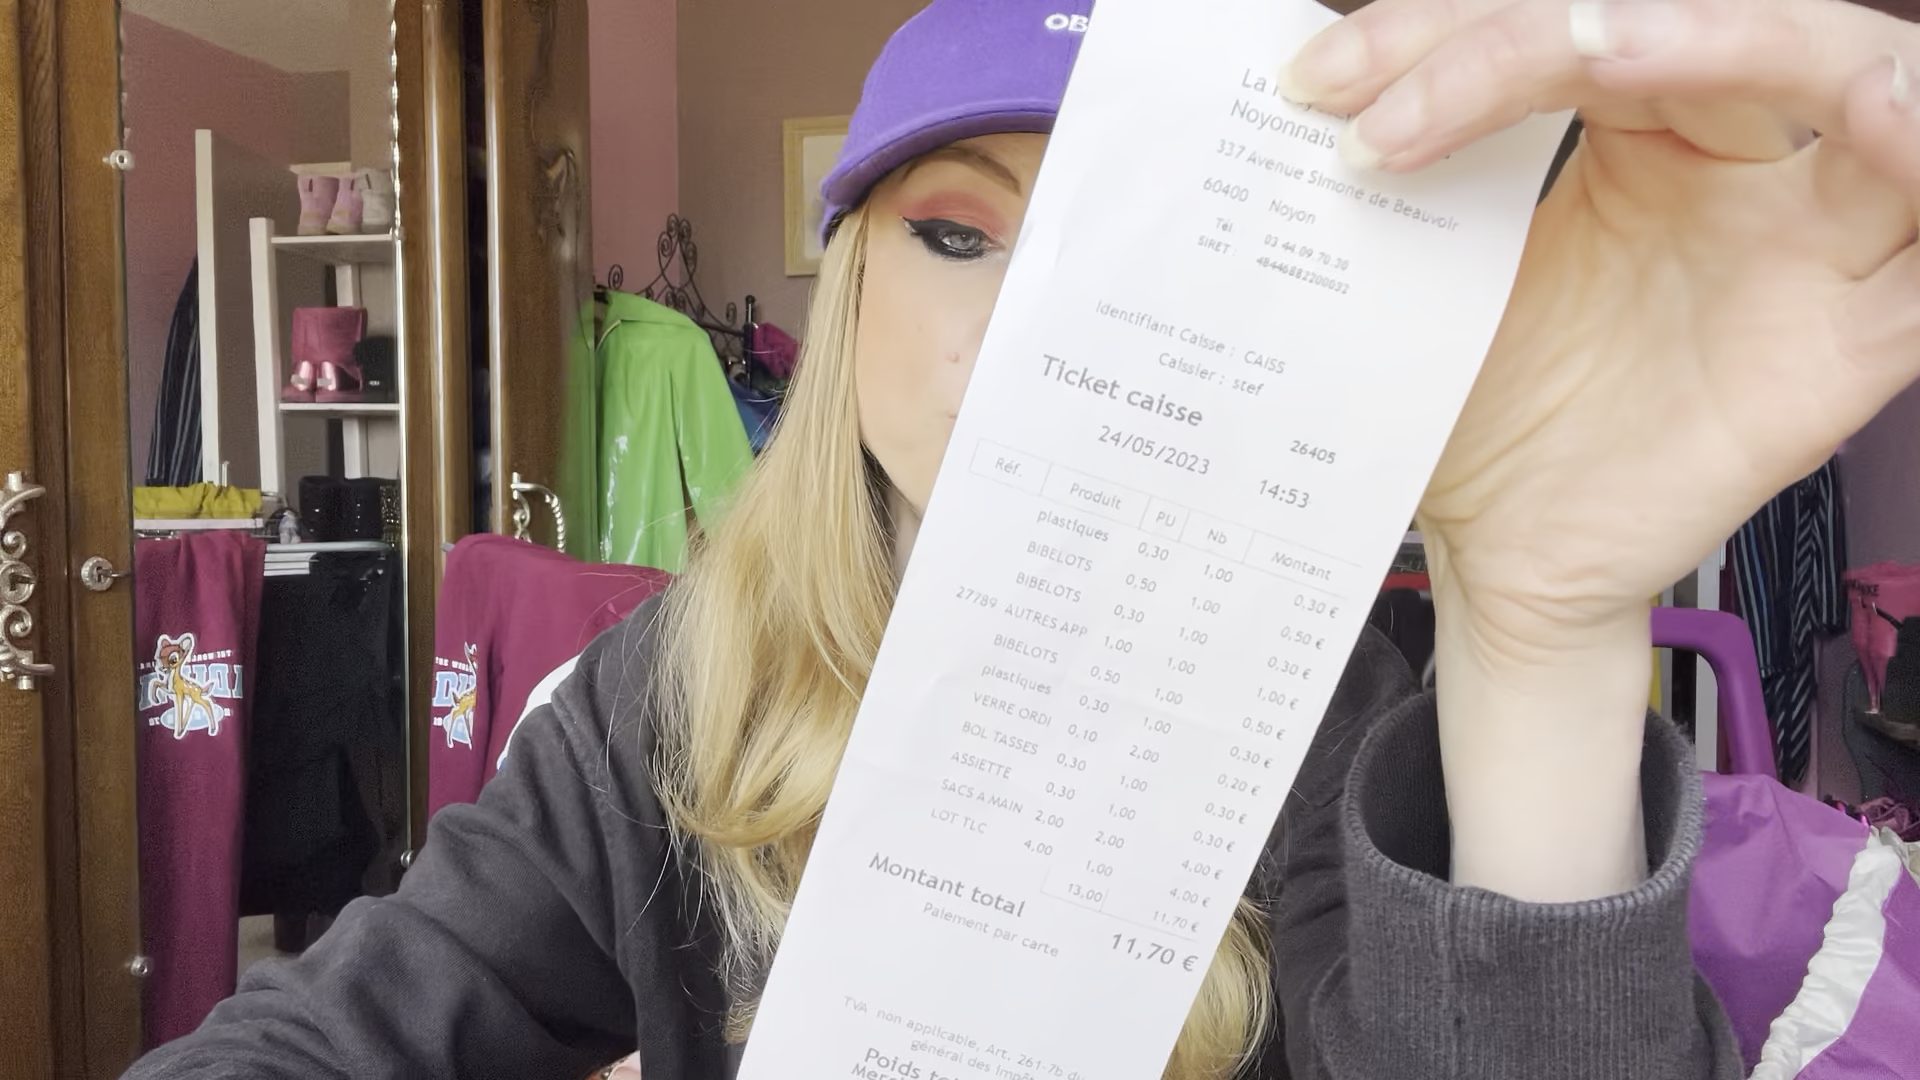 OB
La
Noyonnais
337 Avenue Simone de Beauvoir
60400 Noyon
Tél : 03 44 09 70 30
SIRET : 48446882200032
Identifiant Caisse : CAISS
Caissier : stef
Ticket caisse 26405
24/05/2023 14:53
Réf. Produit PU Nb Montant
plastiques 0,30 1,00 0,30 €
BIBELOTS 0,50 1,00 0,50 €
BIBELOTS 0,30 1,00 0,30 €
27789 AUTRES APP 1,00 1,00 1,00 €
BIBELOTS 0,50 1,00 0,50 €
plastiques 0,30 1,00 0,30 €
VERRE ORDI 0,10 2,00 0,20 €
BOL TASSES 0,30 1,00 0,30 €
ASSIETTE 0,30 1,00 0,30 €
SACS A MAIN 2,00 2,00 4,00 €
LOT TLC 4,00 1,00 4,00 €
13,00 11,70 €
Montant total 11,70 €
Paiement par carte
TVA non applicable, Art. 261-7b du
général des Impôts
Poids
Merci